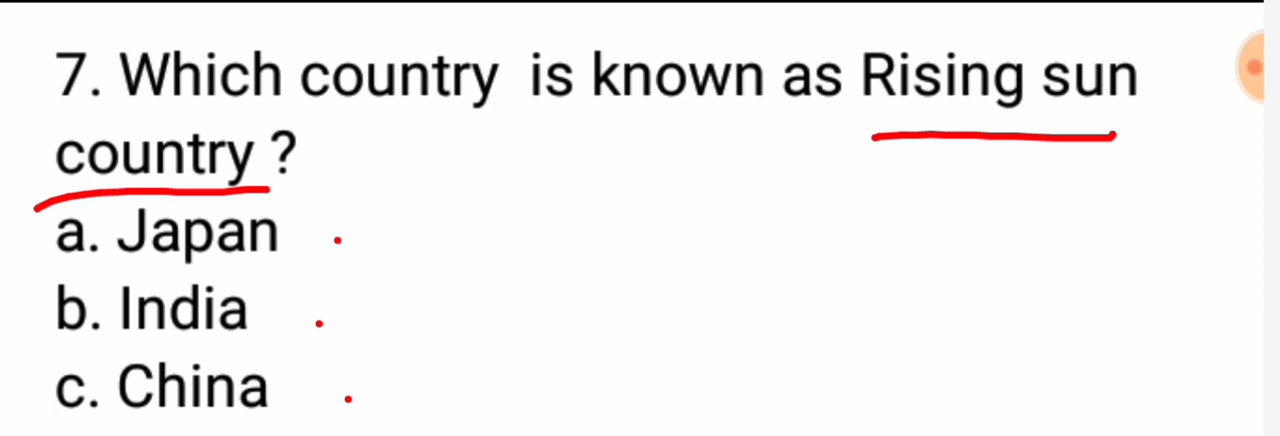 7. Which country is known as Rising sun
country ?
a. Japan
b. India
c. China